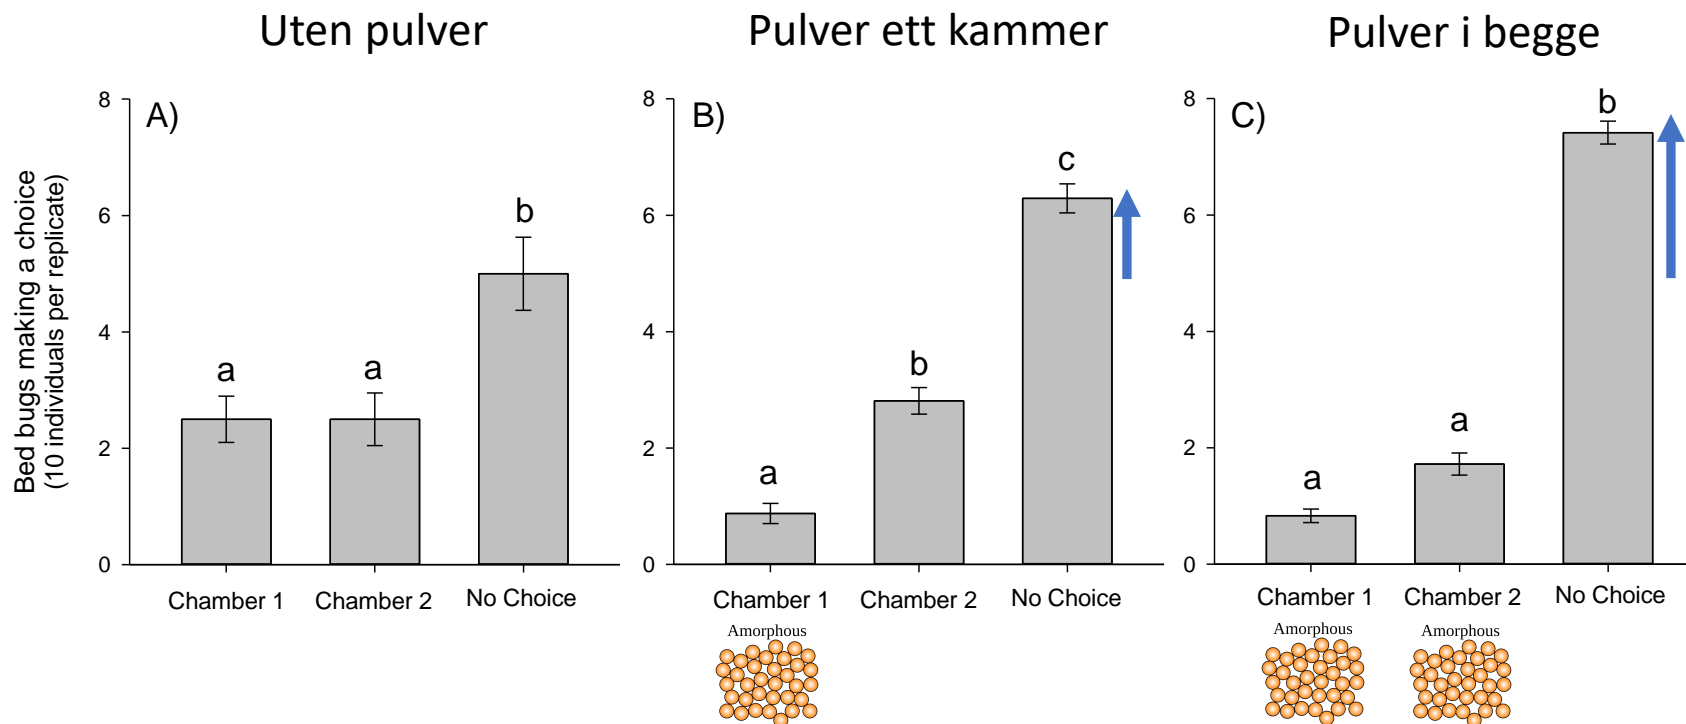 Uten pulver
Pulver ett kammer
Pulver i begge
Bed bugs making a choice
(10 individuals per replicate)
A)
8
6
4
2
0
a
a
b
Chamber 1
Chamber 2
No Choice
B)
8
6
4
2
0
a
b
c
Chamber 1
Chamber 2
No Choice
Amorphous
C)
8
6
4
2
0
a
a
b
Chamber 1
Chamber 2
No Choice
Amorphous
Amorphous